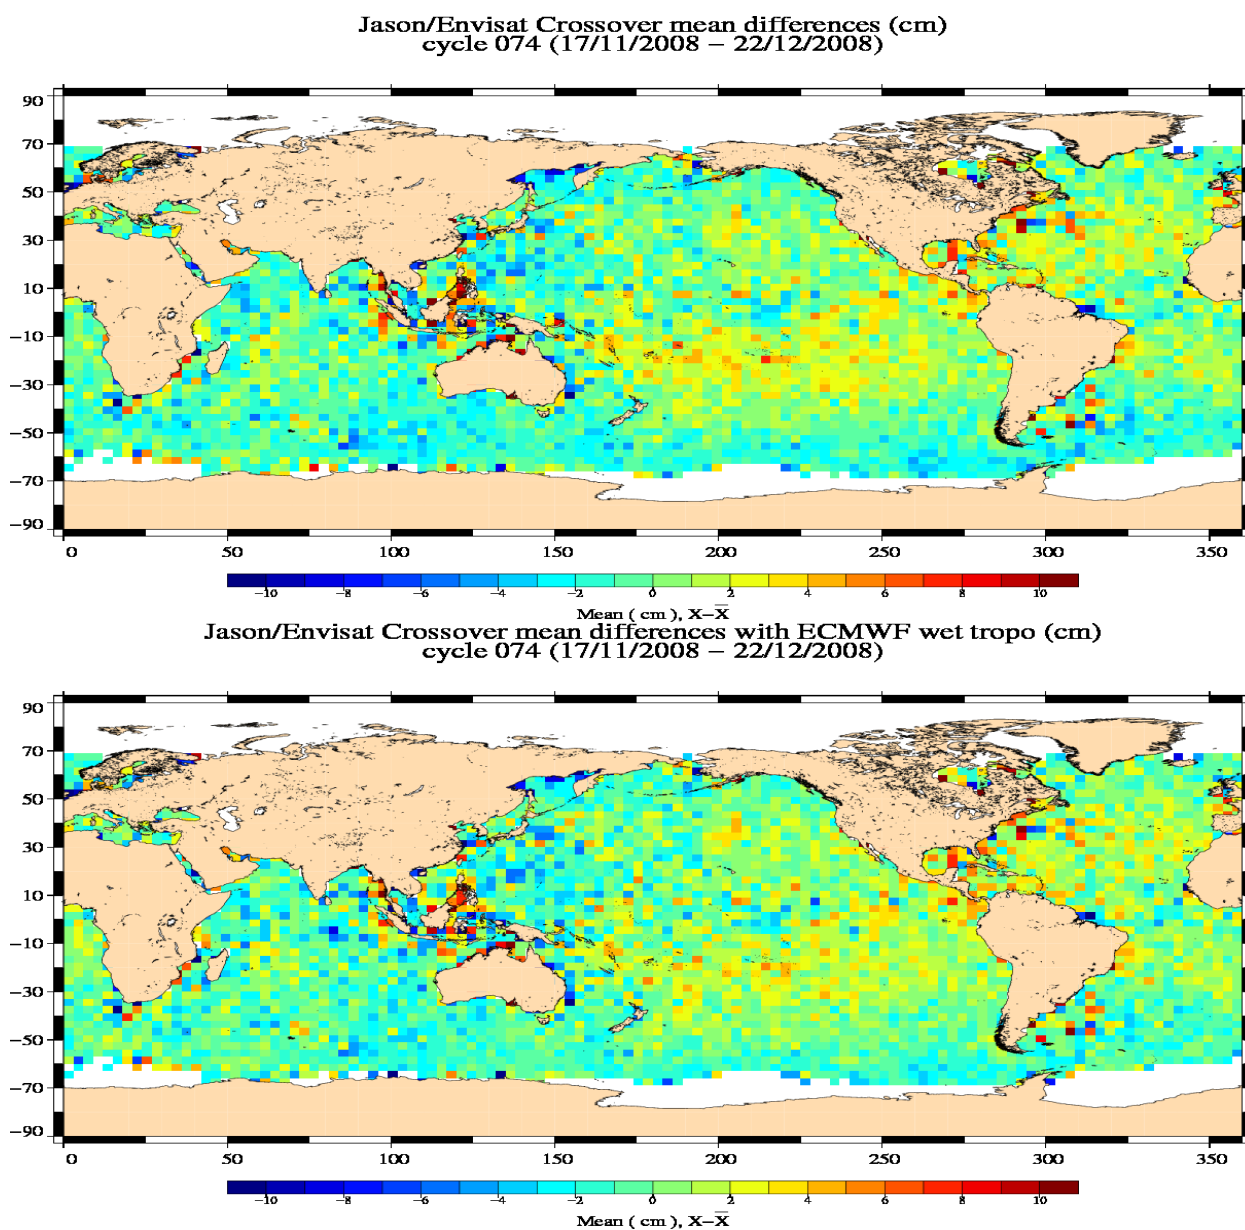 Jason/Envisat Crossover mean differences (cm)
cycle 074 (17/11/2008 – 22/12/2008)
90
70
50
30
10
−10
−30
−50
−70
−90
0 50 100 150 200 250 300 350
−10 −8 −6 −4 −2 0 2 4 6 8 10
Mean ( cm ), X−X̅
Jason/Envisat Crossover mean differences with ECMWF wet tropo (cm)
cycle 074 (17/11/2008 – 22/12/2008)
90
70
50
30
10
−10
−30
−50
−70
−90
0 50 100 150 200 250 300 350
−10 −8 −6 −4 −2 0 2 4 6 8 10
Mean ( cm ), X−X̅